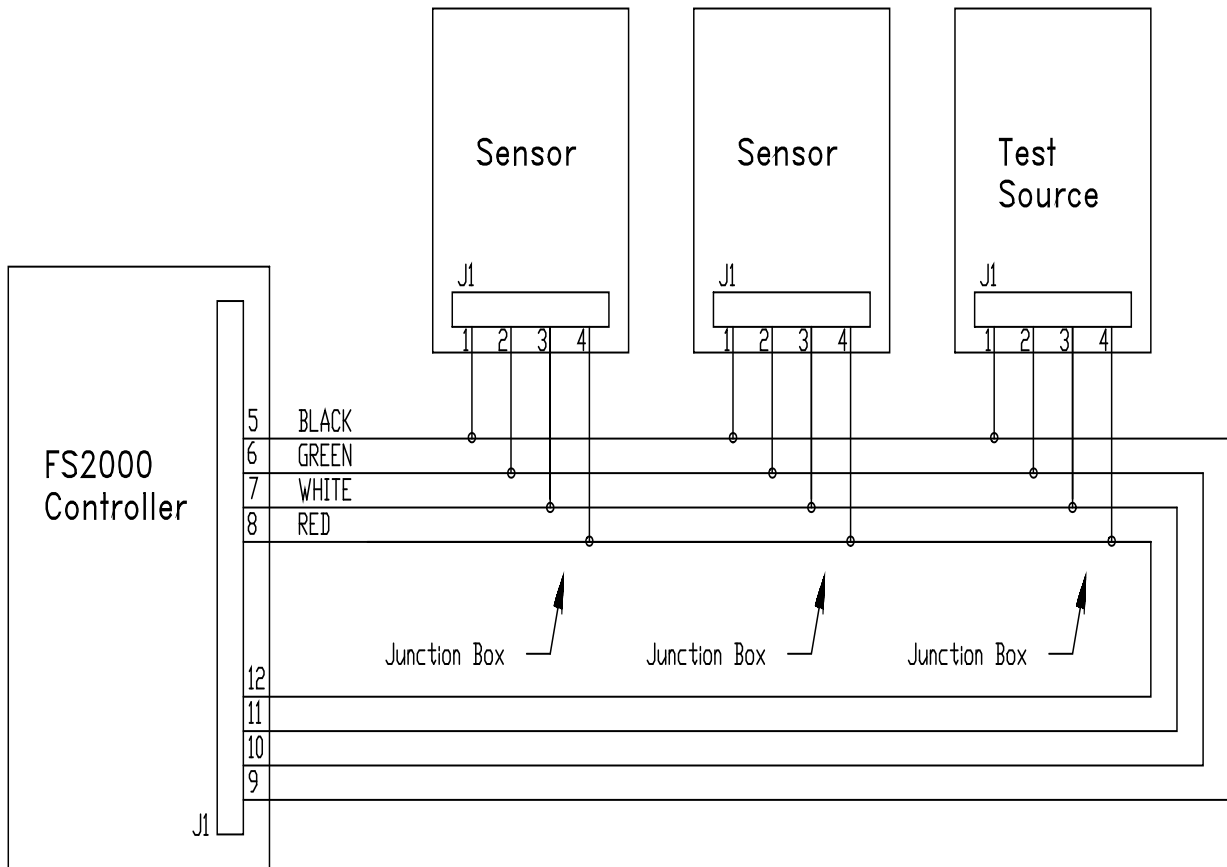 Sensor
Sensor
Test
Source
J1
J1
J1
1 2 3 4
1 2 3 4
1 2 3 4
FS2000
Controller
5 BLACK
6 GREEN
7 WHITE
8 RED
Junction Box
Junction Box
Junction Box
12
11
10
9
J1